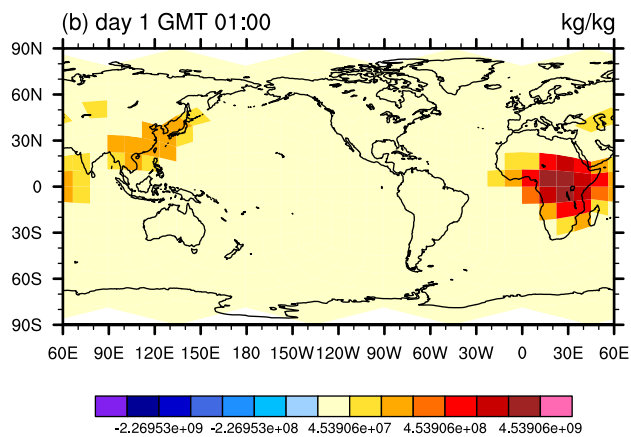 (b) day 1 GMT 01:00 kg/kg
90N
60N
30N
0
30S
60S
90S
60E 90E 120E 150E 180 150W 120W 90W 60W 30W 0 30E 60E
-2.26953e+09 -2.26953e+08 4.53906e+07 4.53906e+08 4.53906e+09